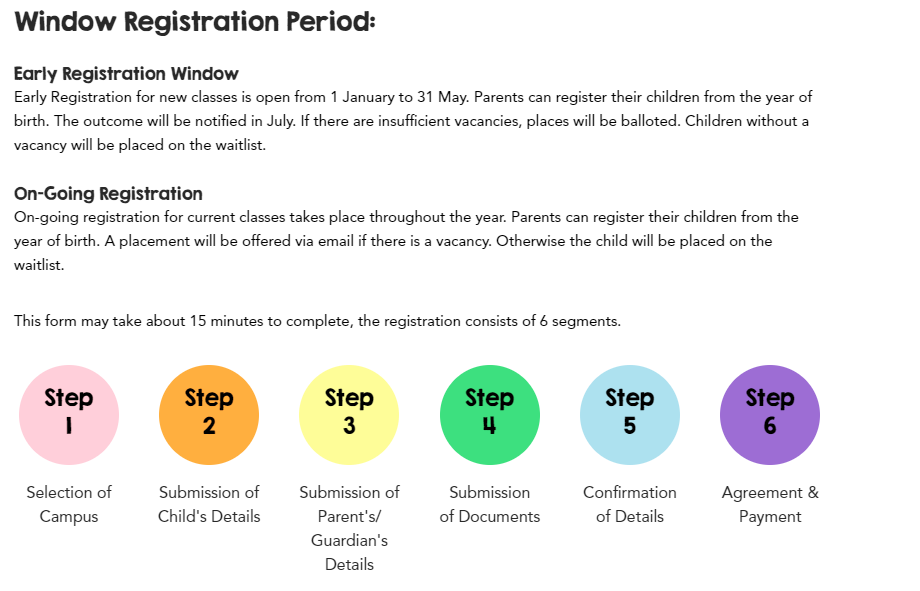 Window Registration Period:
Early Registration Window
Early Registration for new classes is open from 1 January to 31 May. Parents can register their children from the year of
birth. The outcome will be notified in July. If there are insufficient vacancies, places will be balloted. Children without a
vacancy will be placed on the waitlist.
On-Going Registration
On-going registration for current classes takes place throughout the year. Parents can register their children from the
year of birth. A placement will be offered via email if there is a vacancy. Otherwise the child will be placed on the
waitlist.
This form may take about 15 minutes to complete, the registration consists of 6 segments.
Step
1
Selection of
Campus
Step
2
Submission of
Child's Details
Step
3
Submission of
Parent's/
Guardian's
Details
Step
4
Submission
of Documents
Step
5
Confirmation
of Details
Step
6
Agreement &
Payment